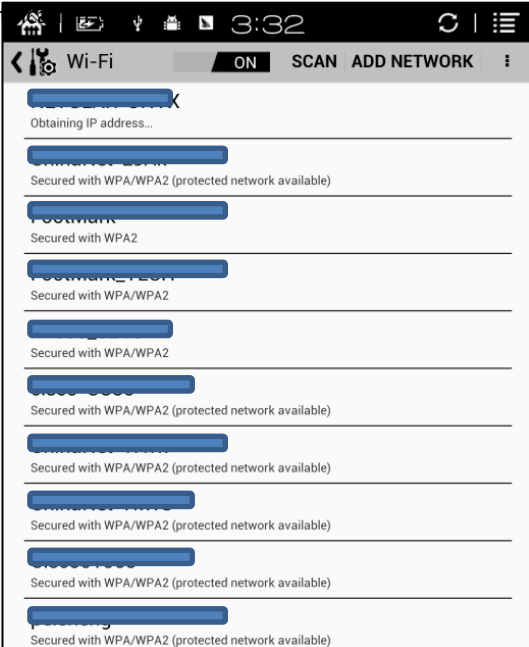 3:32
Wi-Fi ON SCAN ADD NETWORK
Obtaining IP address...
Secured with WPA/WPA2 (protected network available)
Secured with WPA2
Secured with WPA/WPA2
Secured with WPA/WPA2
Secured with WPA/WPA2 (protected network available)
Secured with WPA/WPA2 (protected network available)
Secured with WPA/WPA2 (protected network available)
Secured with WPA/WPA2 (protected network available)
Secured with WPA/WPA2 (protected network available)